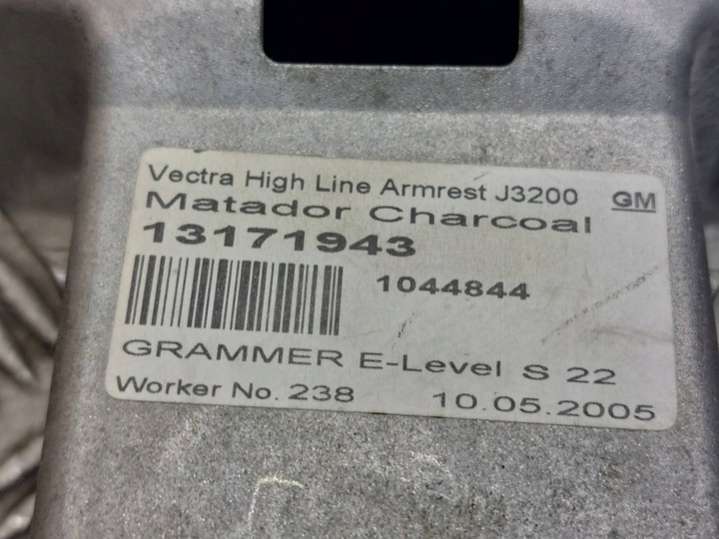 Vectra High Line Armrest J3200 GM
Matador Charcoal
13171943
1044844
GRAMMER E-Level S 22
Worker No. 238 10.05.2005